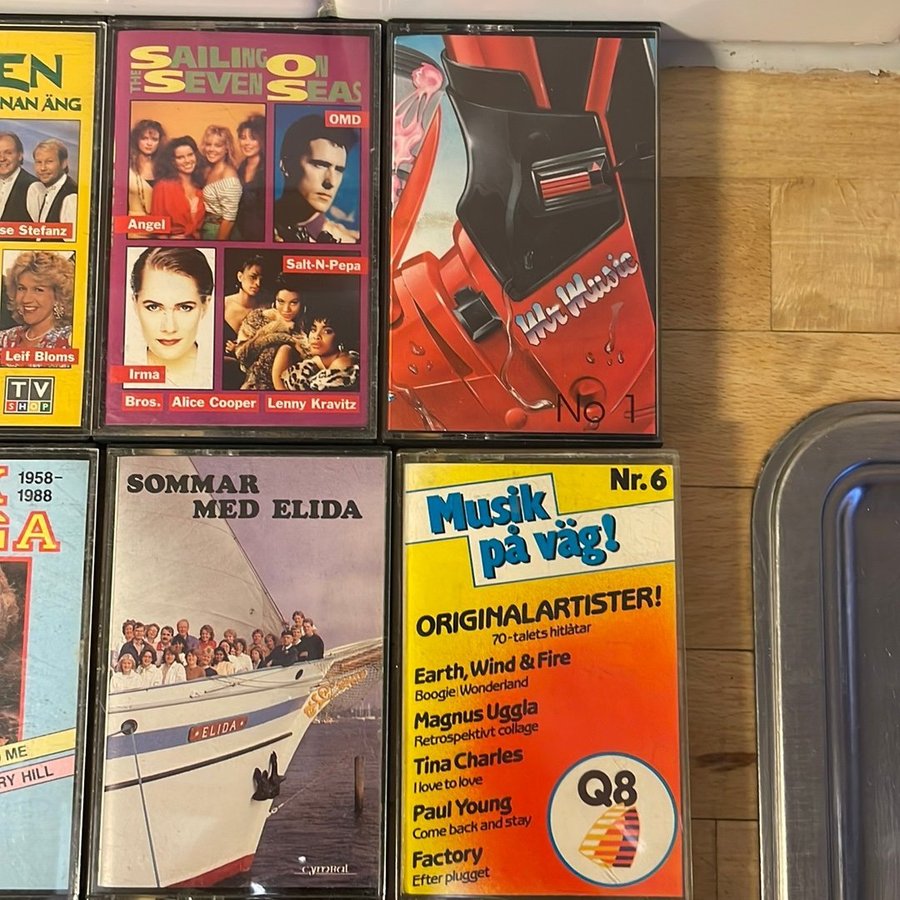 EN
NAN ÄNG
se Stefanz
Leif Bloms
TV
SHOP
SAILING ON
THE SEVEN SEAS
OMD
Angel
Salt-N-Pepa
Irma
Bros. Alice Cooper Lenny Kravitz
Mr Music
No 1
1958-
1988
GA
ME
RY HILL
SOMMAR
MED ELIDA
ELIDA
cymbal
Nr. 6
Musik
på väg!
ORIGINALARTISTER!
70-talets hitlåtar
Earth, Wind & Fire
Boogie Wonderland
Magnus Uggla
Retrospektivt collage
Tina Charles
I love to love
Paul Young
Come back and stay
Factory
Efter plugget
Q8